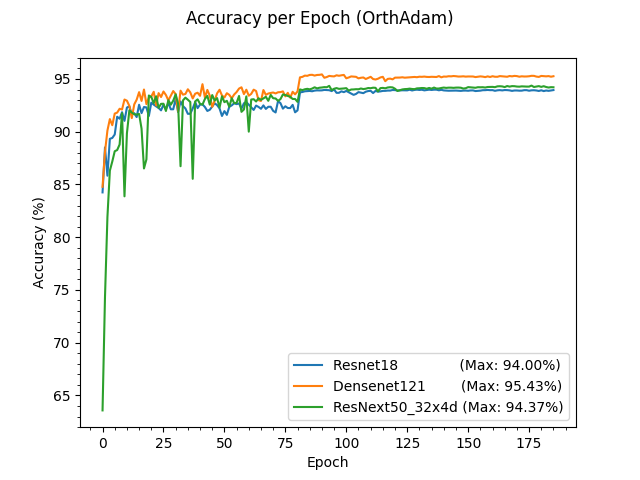 Accuracy per Epoch (OrthAdam)
Accuracy (%)
95
90
85
80
75
70
65
0
25
50
75
100
125
150
175
Epoch
Resnet18 (Max: 94.00%)
Densenet121 (Max: 95.43%)
ResNext50_32x4d (Max: 94.37%)